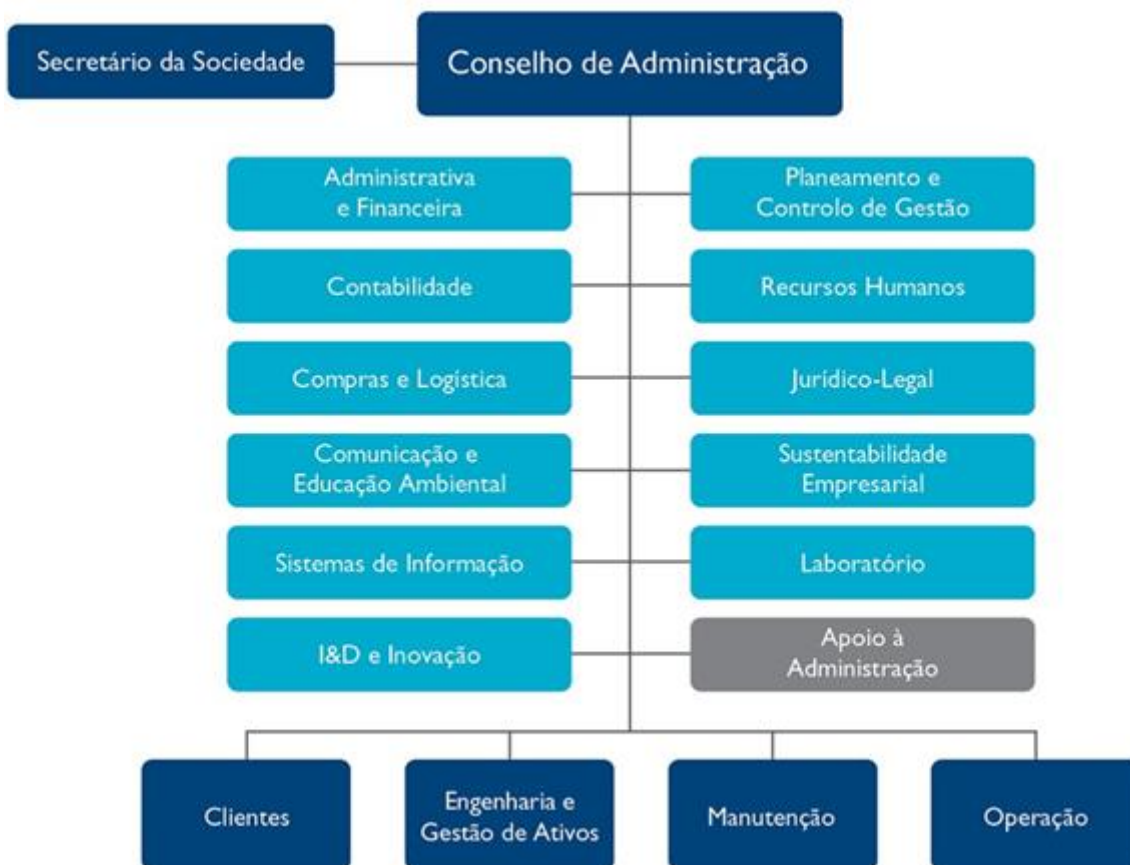 Secretário da Sociedade
Conselho de Administração
Administrativa
e Financeira
Planeamento e
Controlo de Gestão
Contabilidade
Recursos Humanos
Compras e Logística
Jurídico-Legal
Comunicação e
Educação Ambiental
Sustentabilidade
Empresarial
Sistemas de Informação
Laboratório
I&D e Inovação
Apoio à
Administração
Clientes
Engenharia e
Gestão de Ativos
Manutenção
Operação